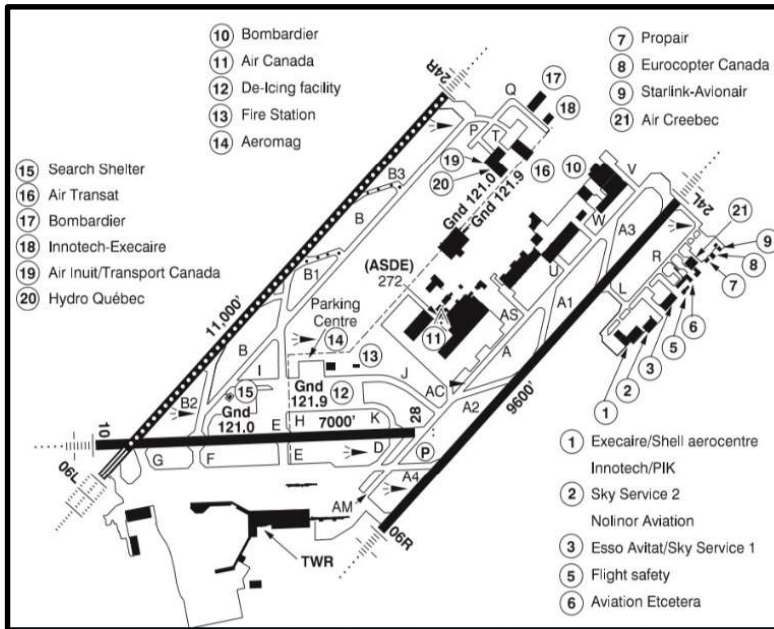 10 Bombardier
11 Air Canada
12 De-Icing facility
13 Fire Station
14 Aeromag
7 Propair
8 Eurocopter Canada
9 Starlink-Avionair
21 Air Creebec
15 Search Shelter
16 Air Transat
17 Bombardier
18 Innotech-Execaire
19 Air Inuit/Transport Canada
20 Hydro Québec
24R
Q
17
18
P
T
19
20
16
10
V
24L
B3
B
Gnd 121.0
Gnd 121.9
W
A3
21
R
9
8
7
(ASDE)
272
U
B1
A1
L
11,000'
Parking
Centre
14
13
11
AS
6
5
3
2
1
B
I
J
A
9600'
15
Gnd
121.9
12
AC
B2
Gnd
121.0
A2
10
E
H
7000'
K
28
06L
G
F
E
D
P
A4
AM
06R
TWR
1 Execaire/Shell aerocentre
Innotech/PIK
2 Sky Service 2
Nolinor Aviation
3 Esso Avitat/Sky Service 1
5 Flight safety
6 Aviation Etcetera